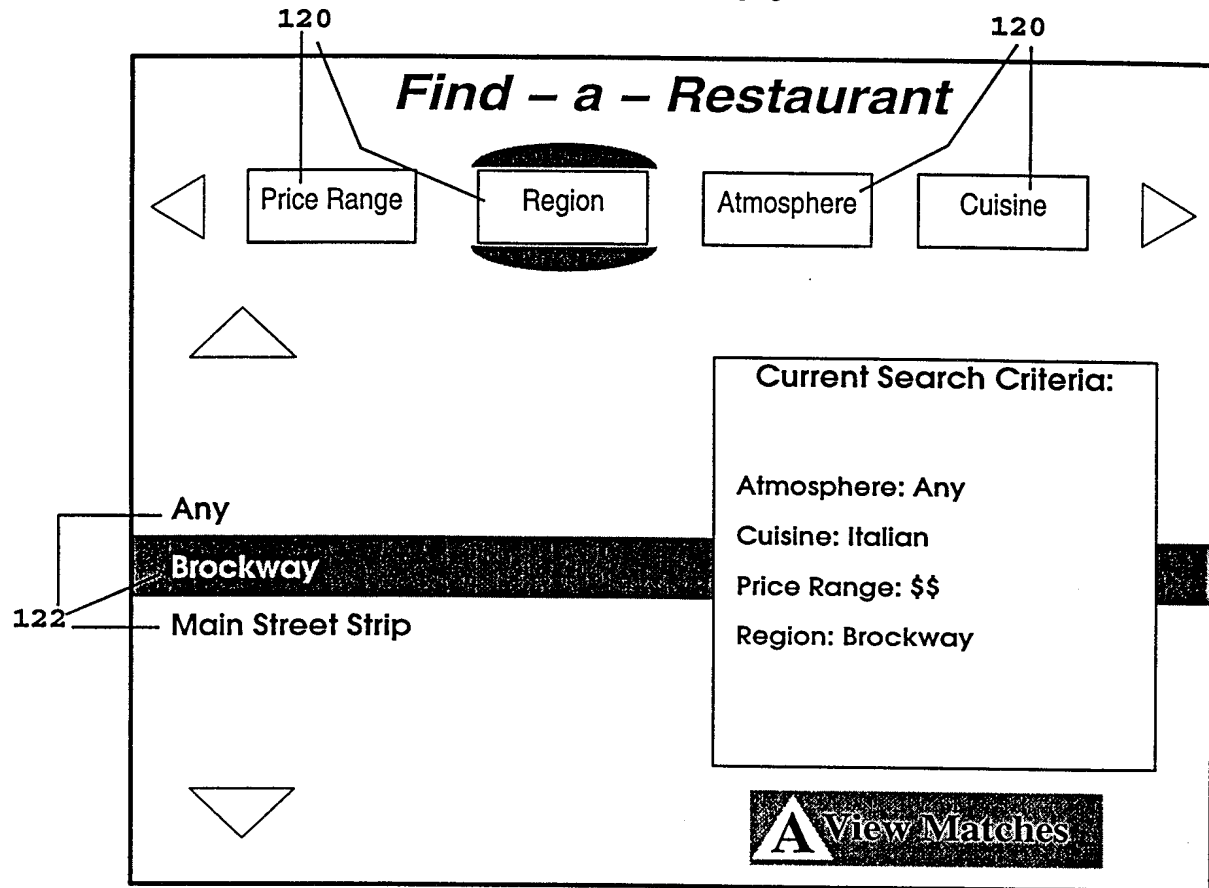 120
120
Find – a – Restaurant
Price Range
Region
Atmosphere
Cuisine
Current Search Criteria:
Atmosphere: Any
Cuisine: Italian
Price Range: $$
Region: Brockway
Any
Brockway
Main Street Strip
122
A View Matches